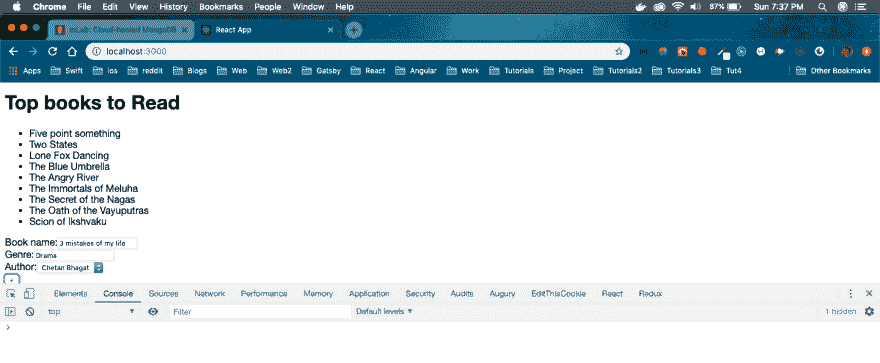 Chrome File Edit View History Bookmarks People Window Help 87% Sun 7:37 PM
mLab: Cloud-hosted MongoDB React App
localhost:3000
Apps Swift ios reddit Blogs Web Web2 Gatsby React Angular Work Tutorials Project Tutorials2 Tutorials3 Tut4 Other Bookmarks
Top books to Read
Five point something
Two States
Lone Fox Dancing
The Blue Umbrella
The Angry River
The Immortals of Meluha
The Secret of the Nagas
The Oath of the Vayuputras
Scion of Ikshvaku
Book name: 3 mistakes of my life
Genre: Drama
Author: Chetan Bhagat
+
Elements Console Sources Network Performance Memory Application Security Audits Augury EditThisCookie React Redux
top Filter Default levels 1 hidden